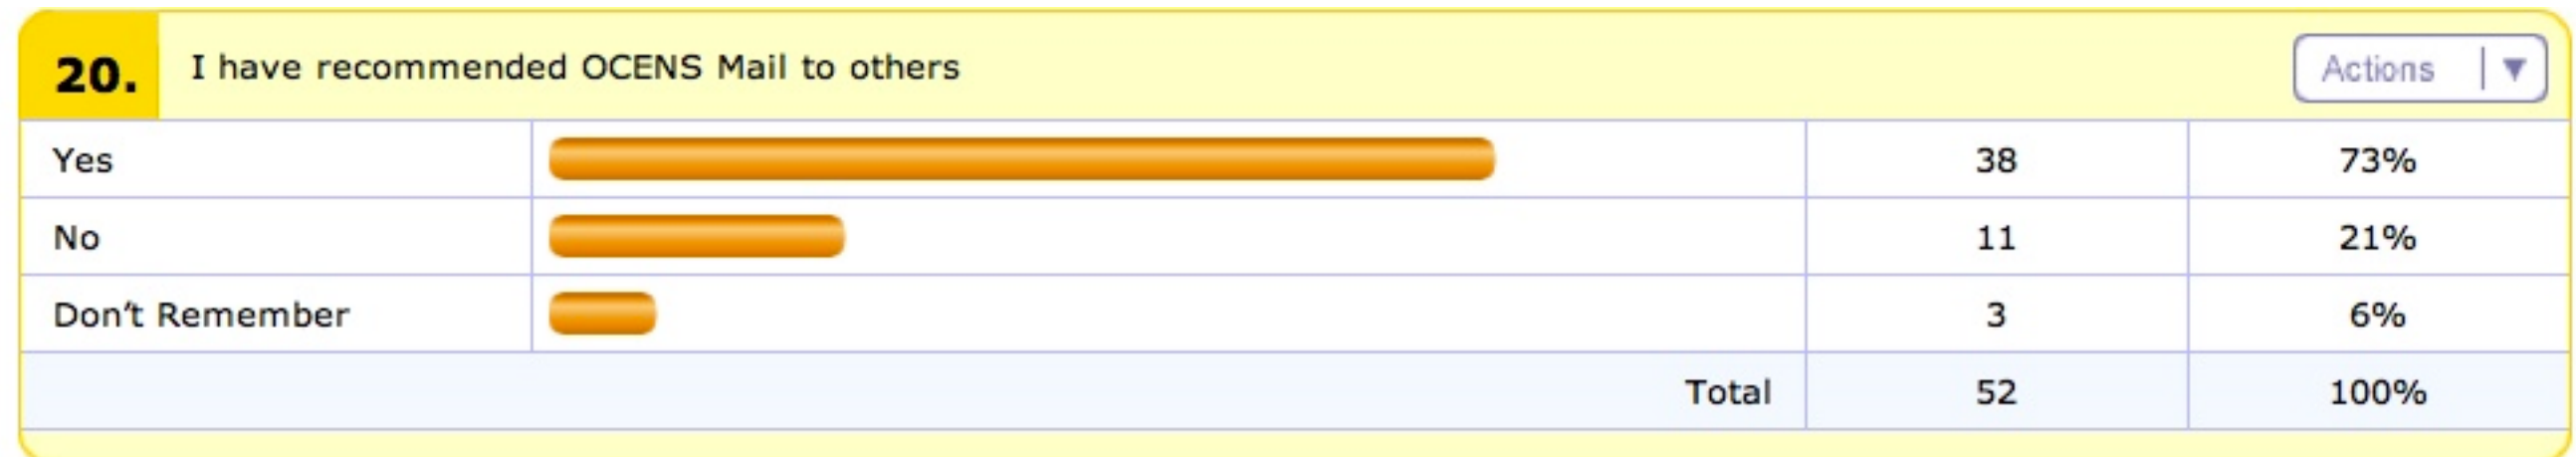 20. I have recommended OCENS Mail to others Actions ▼
Yes 38 73%
No 11 21%
Don't Remember 3 6%
Total 52 100%